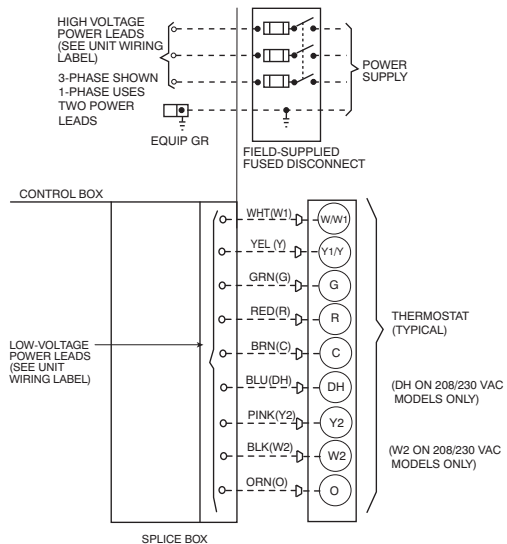 HIGH VOLTAGE
POWER LEADS
(SEE UNIT WIRING
LABEL)
3-PHASE SHOWN
1-PHASE USES
TWO POWER
LEADS
EQUIP GR
POWER
SUPPLY
FIELD-SUPPLIED
FUSED DISCONNECT
CONTROL BOX
WHT(W1)
W/W1
YEL (Y)
Y1/Y
GRN(G)
G
RED(R)
R
BRN(C)
C
BLU(DH)
DH
PINK(Y2)
Y2
BLK(W2)
W2
ORN(O)
O
LOW-VOLTAGE
POWER LEADS
(SEE UNIT
WIRING LABEL)
THERMOSTAT
(TYPICAL)
(DH ON 208/230 VAC
MODELS ONLY)
(W2 ON 208/230 VAC
MODELS ONLY)
SPLICE BOX